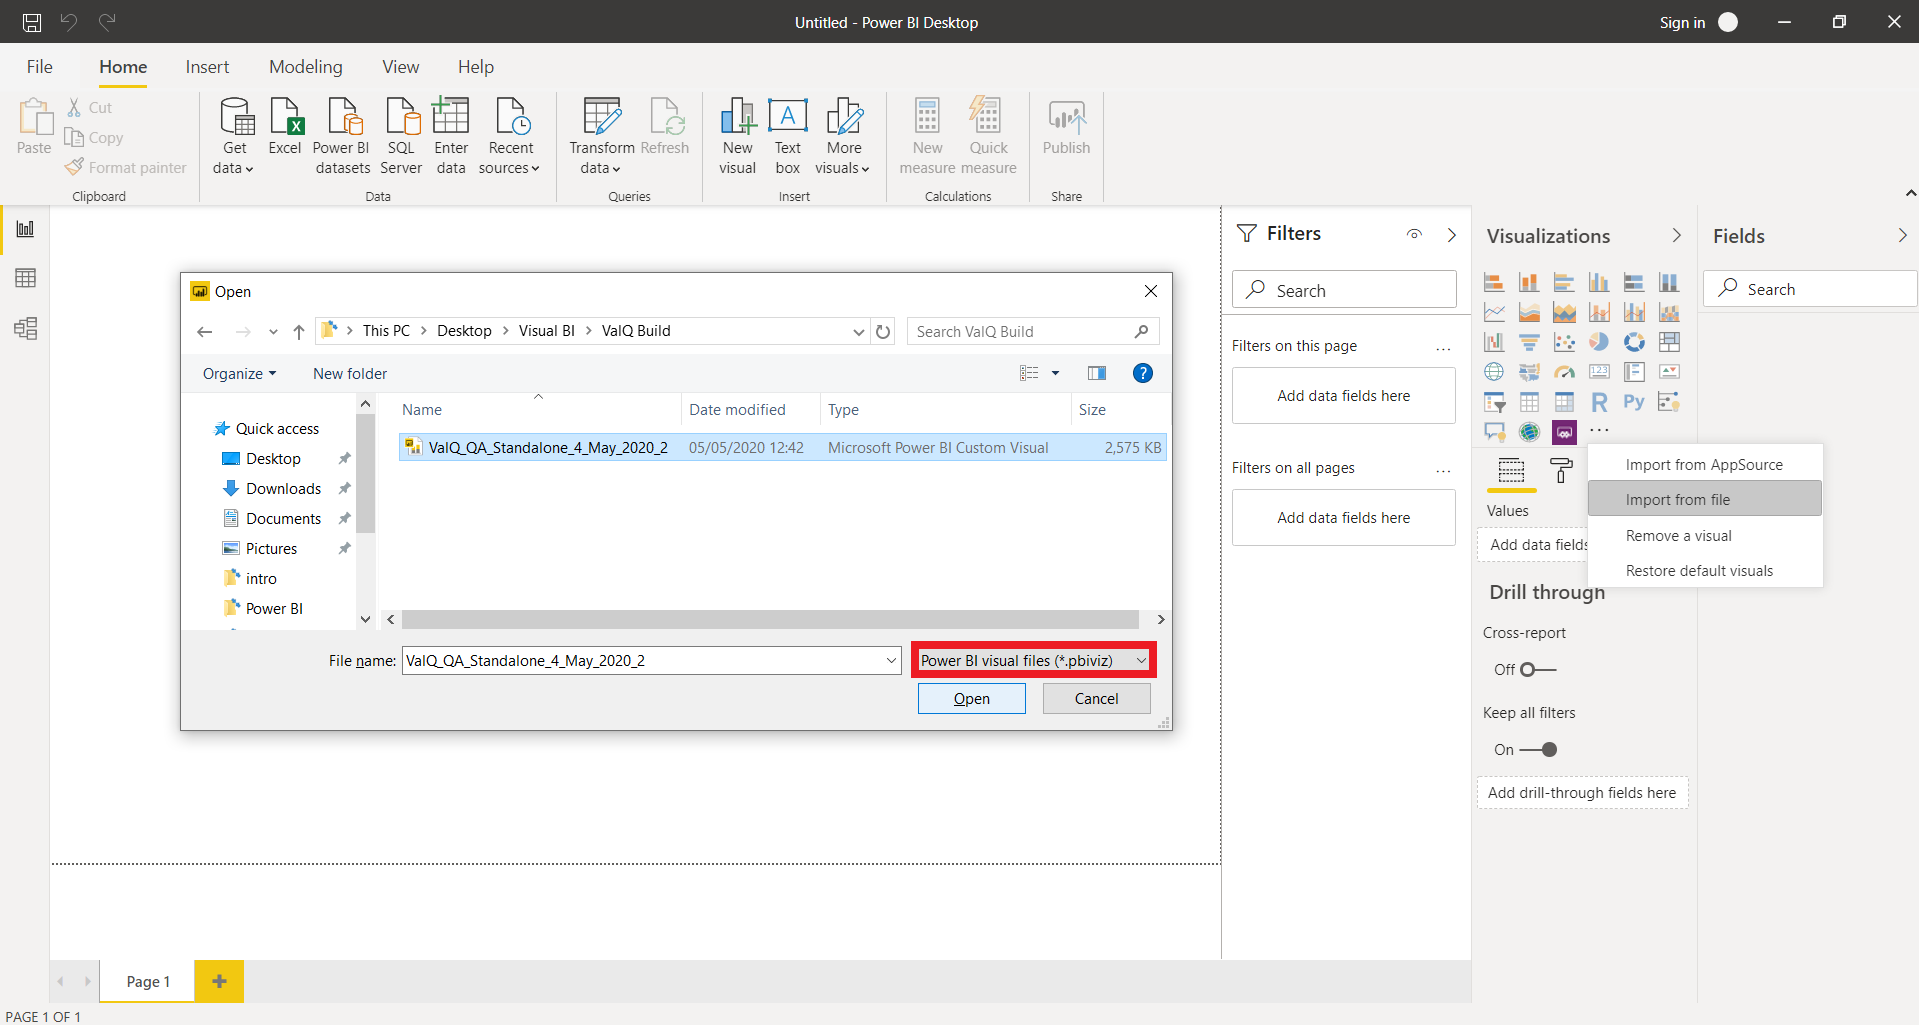 Untitled - Power BI Desktop
Sign in
File Home Insert Modeling View Help
Paste
Cut
Copy
Format painter
Clipboard
Get data
Excel
Power BI datasets
SQL Server
Enter data
Recent sources
Data
Transform data
Refresh
Queries
New visual
Text box
More visuals
Insert
New measure
Quick measure
Calculations
Publish
Share
Open
This PC > Desktop > Visual BI > ValQ Build
Search ValQ Build
Organize
New folder
Name
Date modified
Type
Size
Quick access
Desktop
Downloads
Documents
Pictures
intro
Power BI
ValQ_QA_Standalone_4_May_2020_2 05/05/2020 12:42 Microsoft Power BI Custom Visual 2,575 KB
File name: ValQ_QA_Standalone_4_May_2020_2
Power BI visual files (*.pbiviz)
Open
Cancel
Filters
Search
Filters on this page ...
Add data fields here
Filters on all pages ...
Add data fields here
Visualizations
123
R
Py
...
Import from AppSource
Import from file
Remove a visual
Restore default visuals
Values
Add data fields
Drill through
Cross-report
Off
Keep all filters
On
Add drill-through fields here
Fields
Search
Page 1
PAGE 1 OF 1